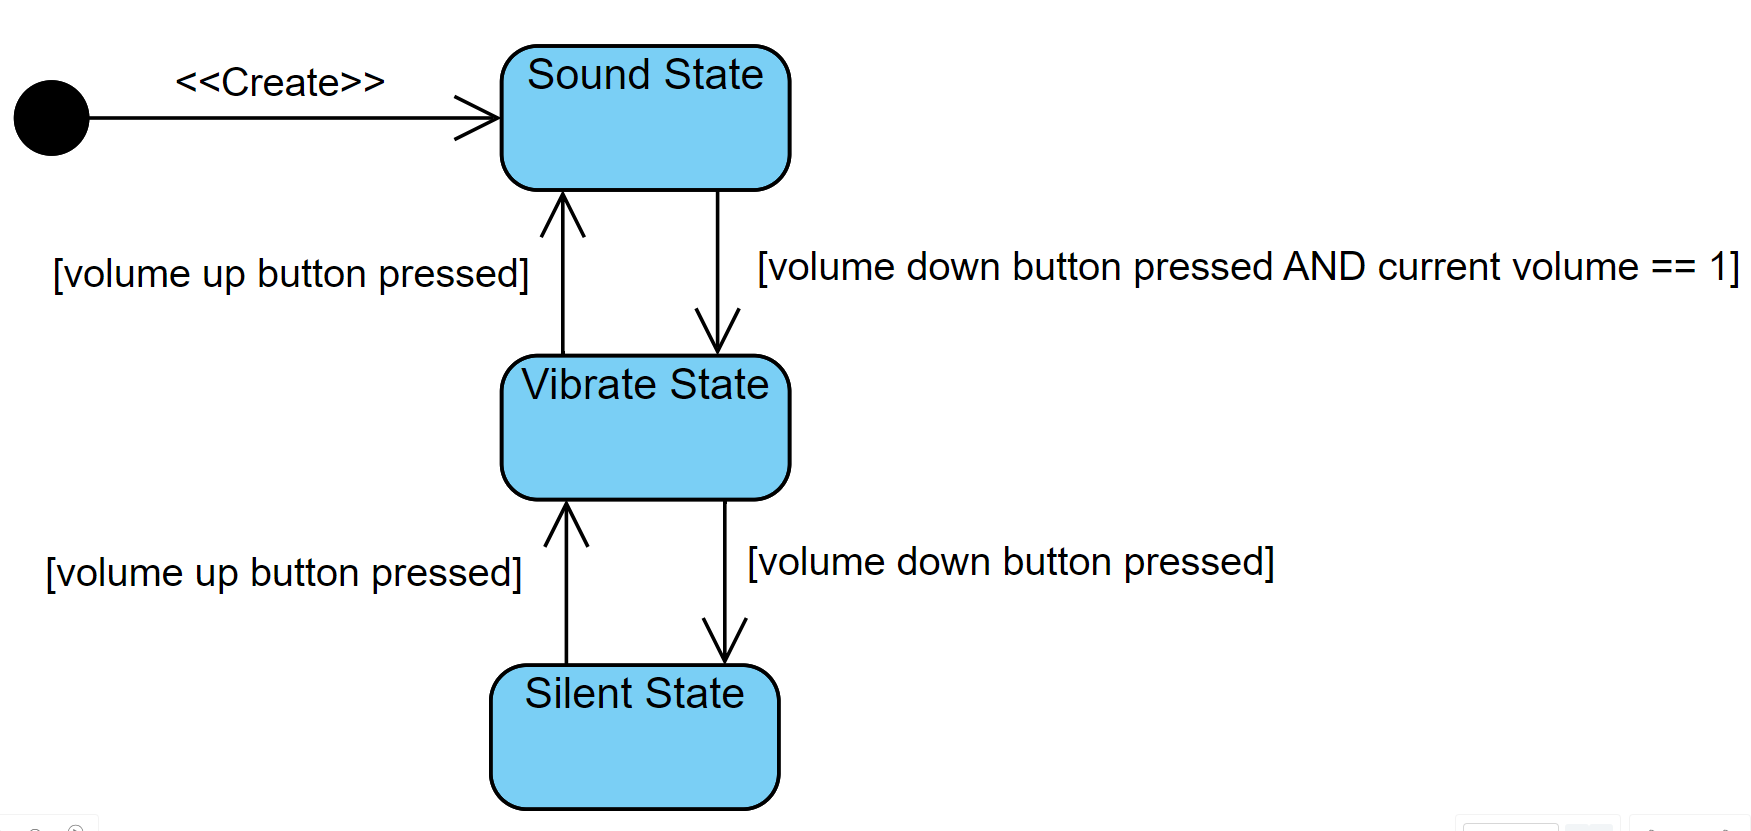 <<Create>>
Sound State
[volume up button pressed]
[volume down button pressed AND current volume == 1]
Vibrate State
[volume up button pressed]
[volume down button pressed]
Silent State